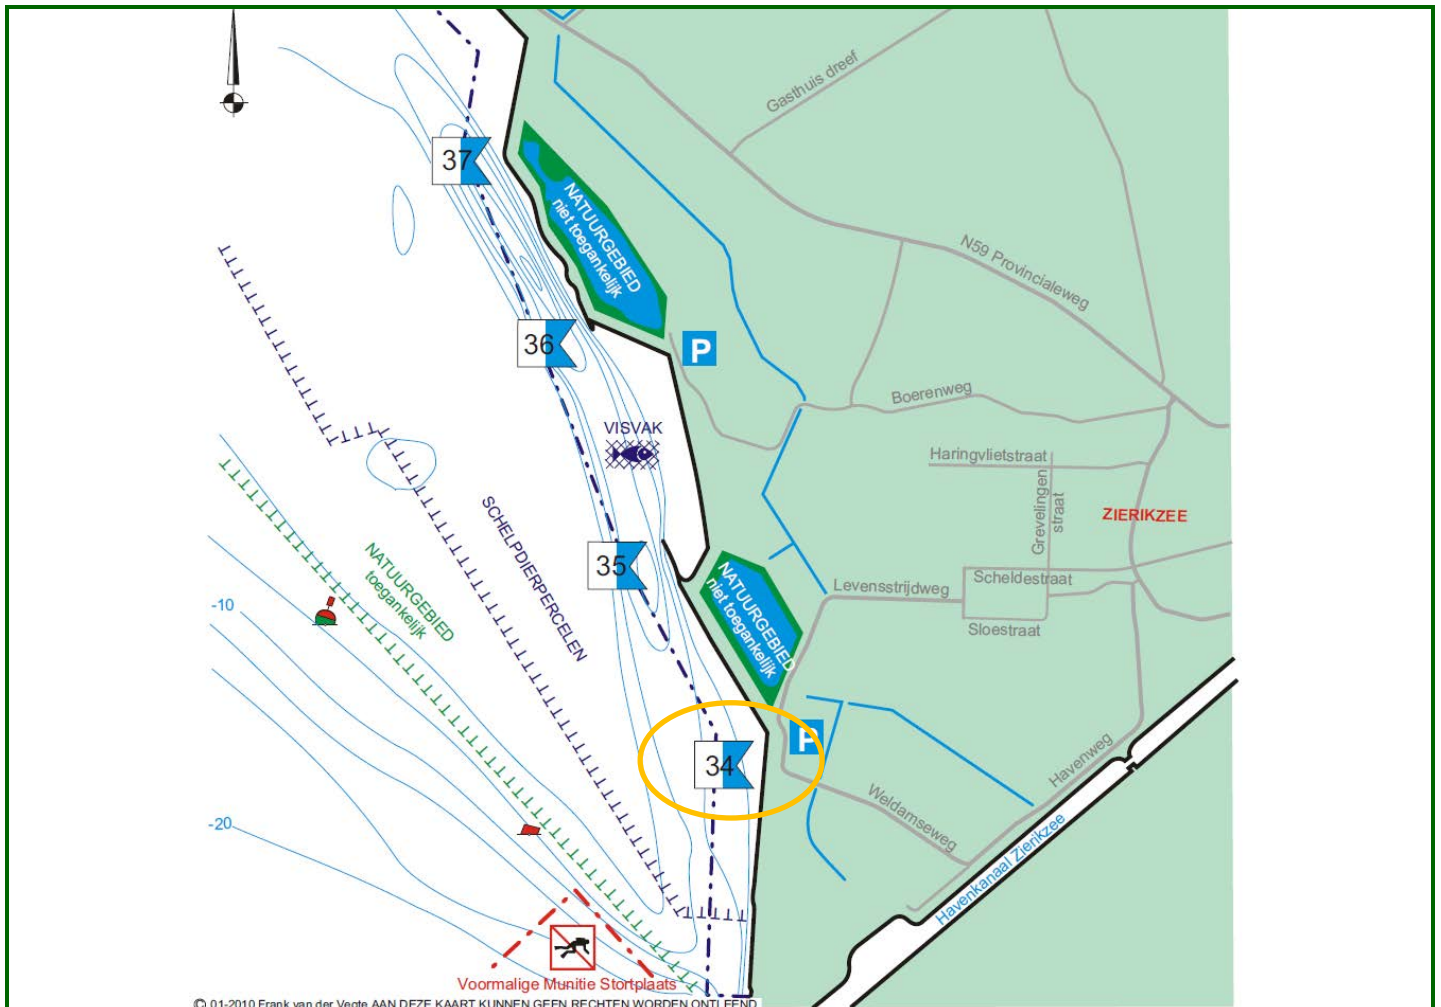 Gasthuis dreef
37
NATUURGEBIED
niet toegankelijk
N59 Provincialeweg
36
P
Boerenweg
VISVAK
Haringvlietstraat
Grevelingen
straat
ZIERIKZEE
SCHELPDIERPERCELEN
NATUURGEBIED
toegankelijk
35
NATUURGEBIED
niet toegankelijk
Scheldestraat
Levensstrijdweg
-10
Sloestraat
P
34
Havenweg
Weldamseweg
-20
Havenkanaal Zierikzee
Voormalige Munitie Stortplaats
© 01-2010 Frank van der Vegte AAN DEZE KAART KUNNEN GEEN RECHTEN WORDEN ONTLEEND